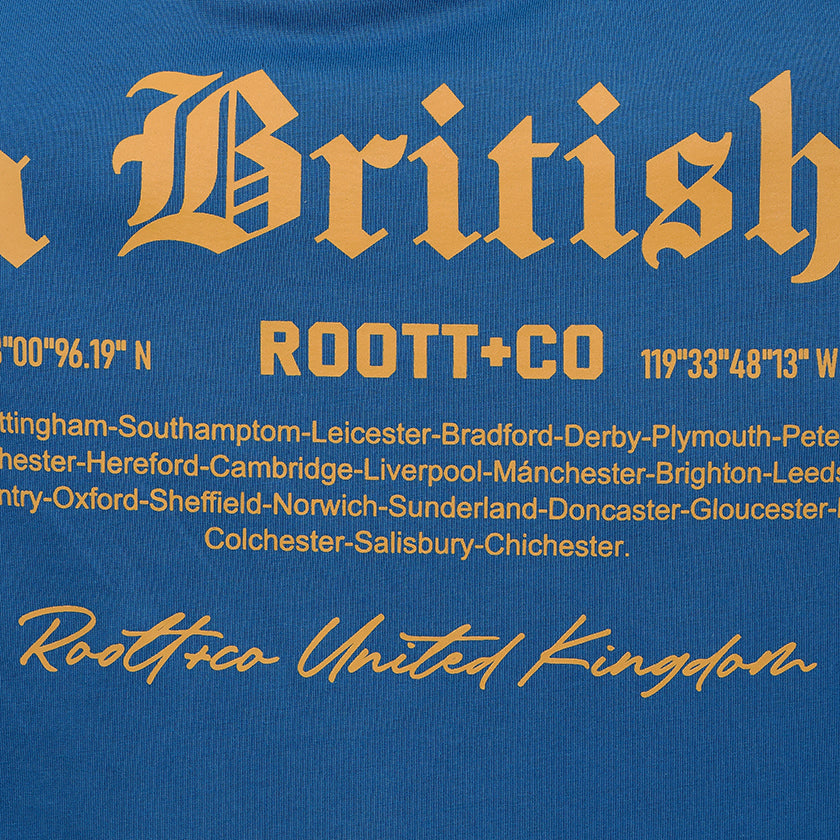 British
00"96.19" N ROOTT+CO 119"33'48"13" W
ttingham-Southamptom-Leicester-Bradford-Derby-Plymouth-Pete
hester-Hereford-Cambridge-Liverpool-Mánchester-Brighton-Leeds
ntry-Oxford-Sheffield-Norwich-Sunderland-Doncaster-Gloucester-
Colchester-Salisbury-Chichester.
Roott+co United Kingdom